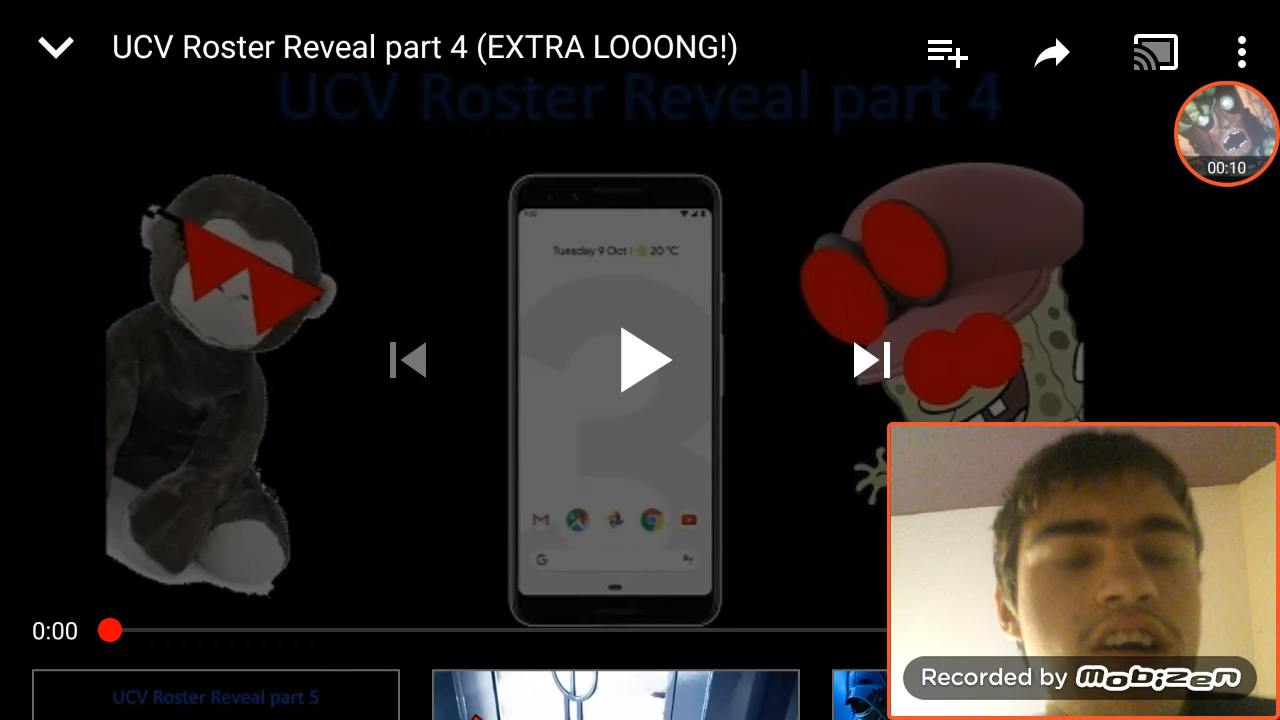 UCV Roster Reveal part 4 (EXTRA LOOONG!)
UCV Roster Reveal part 4
00:10
Tuesday 9 Oct | 20 °C
0:00
UCV Roster Reveal part 5
Recorded by mobizen